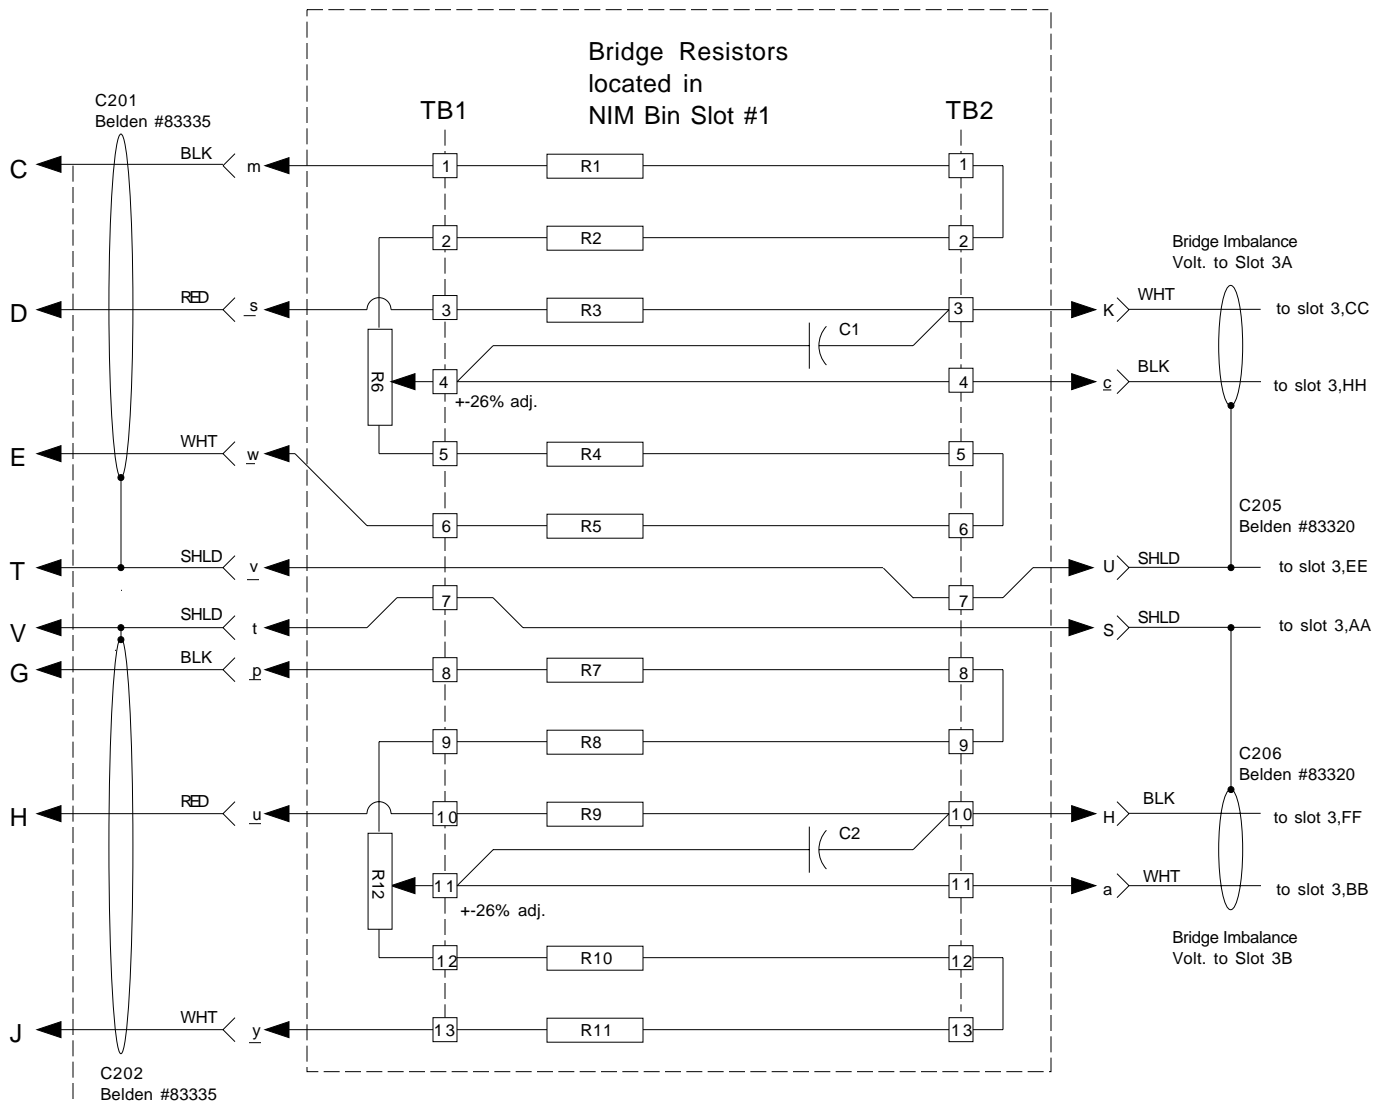 Bridge Resistors
located in
NIM Bin Slot #1
TB1
TB2
C201
Belden #83335
C
BLK
m
1
R1
1
2
R2
2
Bridge Imbalance
Volt. to Slot 3A
D
RED
s
3
R3
3
K
WHT
to slot 3,CC
C1
R6
4
4
c
BLK
to slot 3,HH
+-26% adj.
E
WHT
w
5
R4
5
6
R5
6
C205
Belden #83320
T
SHLD
v
7
U
SHLD
to slot 3,EE
7
V
SHLD
t
S
SHLD
to slot 3,AA
G
BLK
p
8
R7
8
9
R8
9
C206
Belden #83320
H
RED
u
10
R9
10
H
BLK
to slot 3,FF
C2
R12
11
11
a
WHT
to slot 3,BB
+-26% adj.
Bridge Imbalance
Volt. to Slot 3B
12
R10
12
J
WHT
y
13
R11
13
C202
Belden #83335